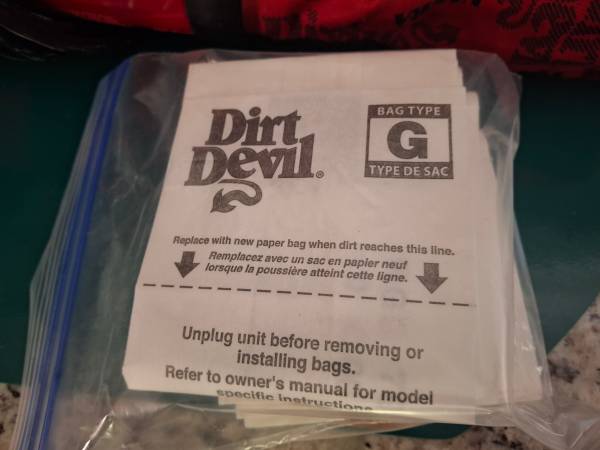 Dirt
Devil®
BAG TYPE
G
TYPE DE SAC
Replace with new paper bag when dirt reaches this line.
Remplacez avec un sac en papier neuf
lorsque la poussière atteint cette ligne.
Unplug unit before removing or
installing bags.
Refer to owner's manual for model
specific instructions